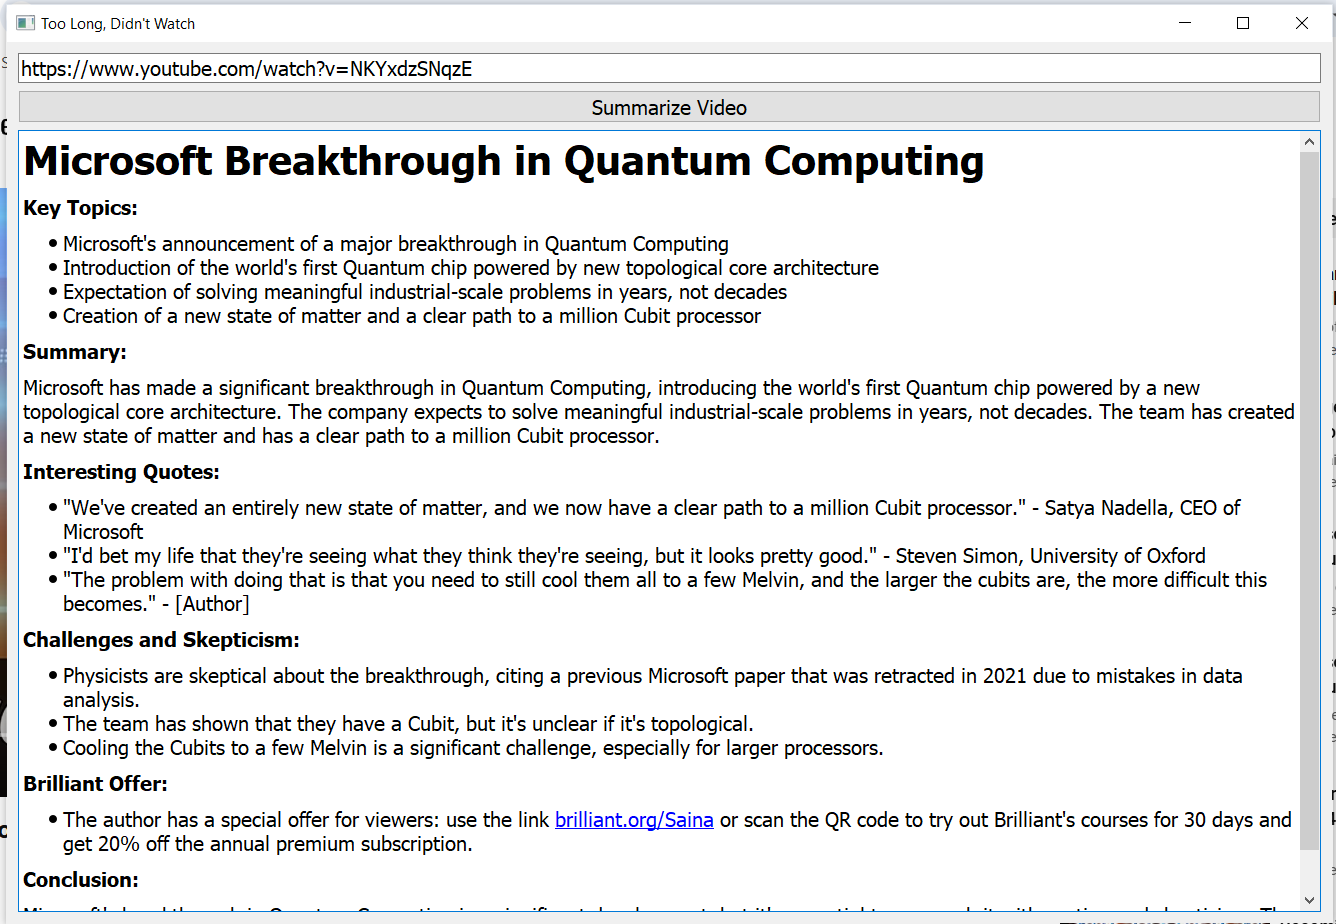 Too Long, Didn't Watch
https://www.youtube.com/watch?v=NKYxdzSNqzE
Summarize Video
Microsoft Breakthrough in Quantum Computing
Key Topics:
• Microsoft's announcement of a major breakthrough in Quantum Computing
• Introduction of the world's first Quantum chip powered by new topological core architecture
• Expectation of solving meaningful industrial-scale problems in years, not decades
• Creation of a new state of matter and a clear path to a million Cubit processor
Summary:
Microsoft has made a significant breakthrough in Quantum Computing, introducing the world's first Quantum chip powered by a new
topological core architecture. The company expects to solve meaningful industrial-scale problems in years, not decades. The team has created
a new state of matter and has a clear path to a million Cubit processor.
Interesting Quotes:
• "We've created an entirely new state of matter, and we now have a clear path to a million Cubit processor." - Satya Nadella, CEO of
Microsoft
• "I'd bet my life that they're seeing what they think they're seeing, but it looks pretty good." - Steven Simon, University of Oxford
• "The problem with doing that is that you need to still cool them all to a few Melvin, and the larger the cubits are, the more difficult this
becomes." - [Author]
Challenges and Skepticism:
• Physicists are skeptical about the breakthrough, citing a previous Microsoft paper that was retracted in 2021 due to mistakes in data
analysis.
• The team has shown that they have a Cubit, but it's unclear if it's topological.
• Cooling the Cubits to a few Melvin is a significant challenge, especially for larger processors.
Brilliant Offer:
• The author has a special offer for viewers: use the link brilliant.org/Saina or scan the QR code to try out Brilliant's courses for 30 days and
get 20% off the annual premium subscription.
Conclusion: